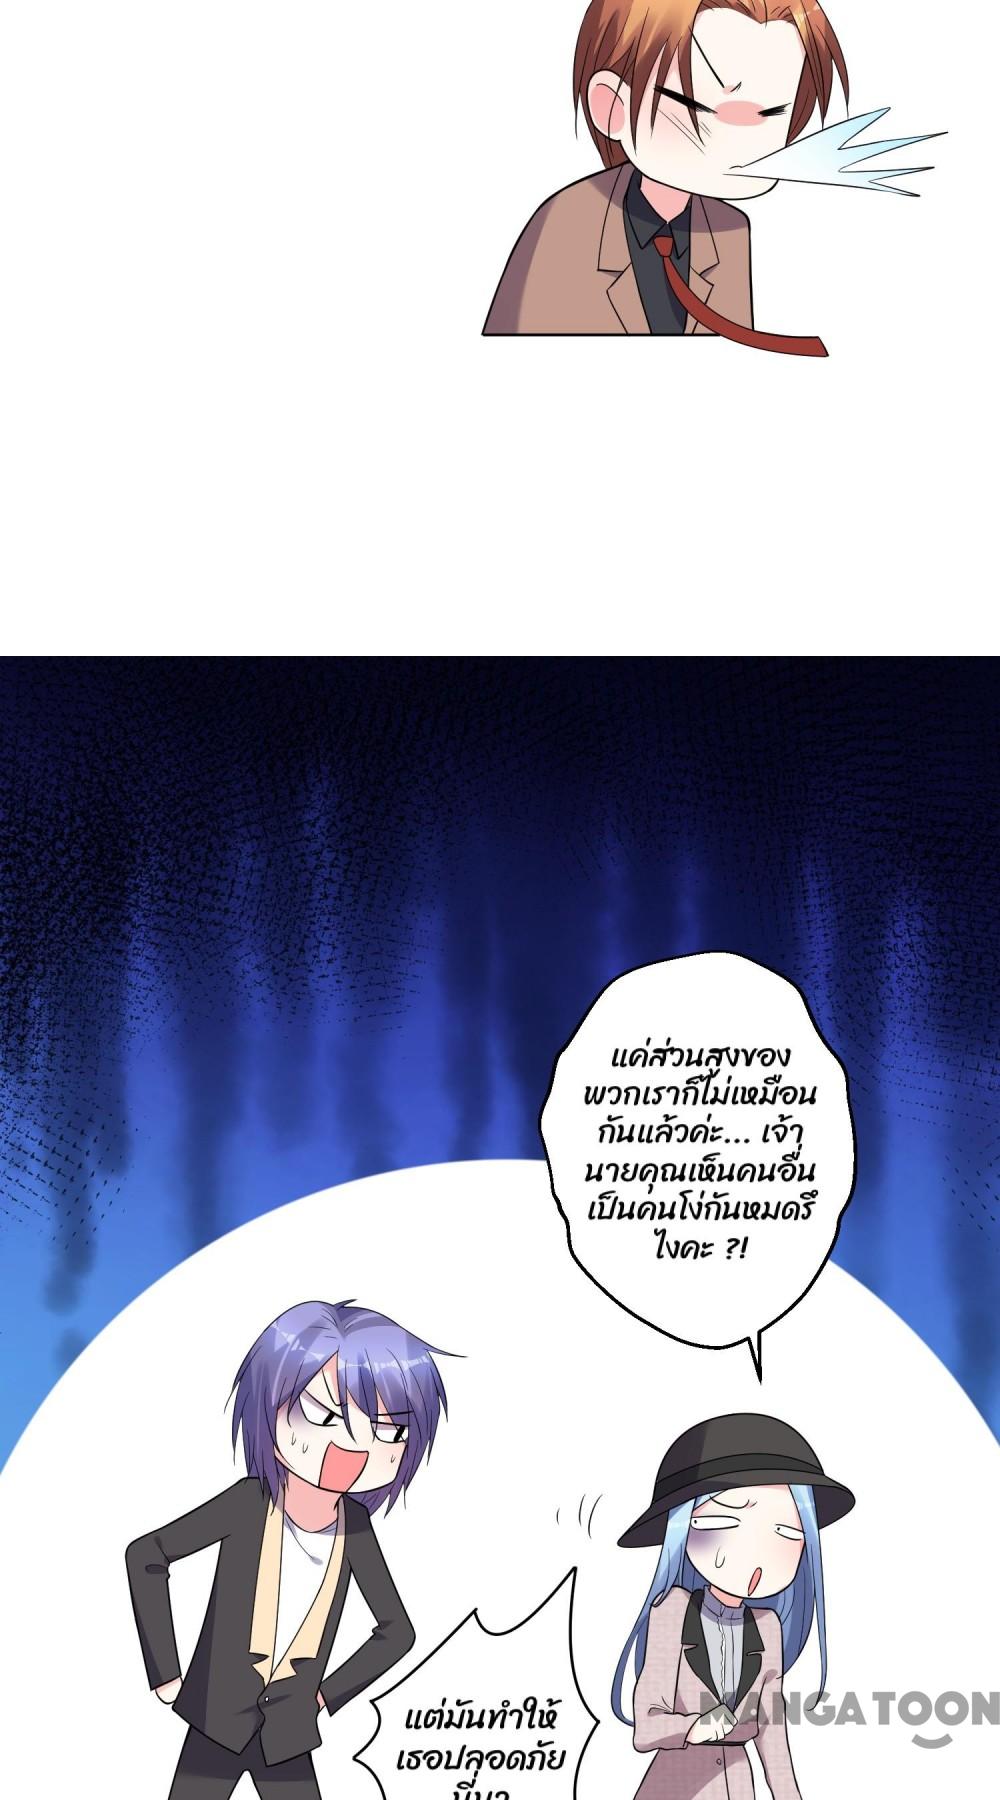 แค่ส่วนสูงของ
พวกเราก็ไม่เหมือน
กันแล้วค่ะ... เจ้า
นายคุณเห็นคนอื่น
เป็นคนโง่กันหมดรึ
ไงคะ ?!
แต่มันทำให้
เธอปลอดภัย
MANGATOON